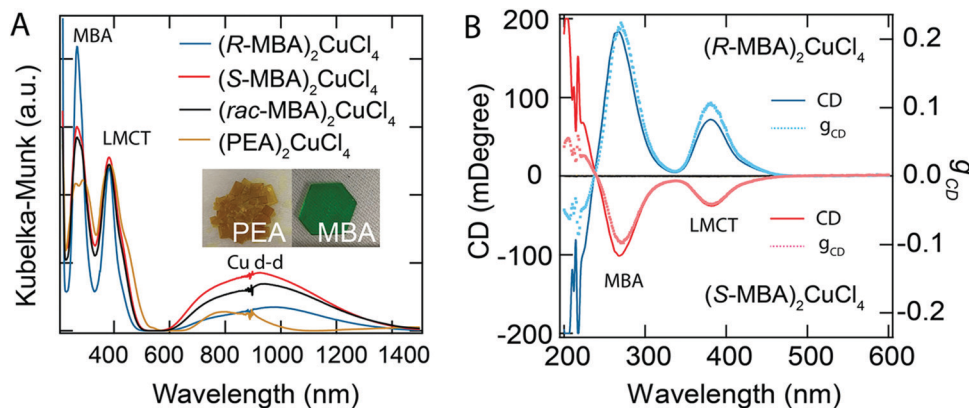 A
Kubelka-Munk (a.u.)
MBA
LMCT
(R-MBA)₂CuCl₄
(S-MBA)₂CuCl₄
(rac-MBA)₂CuCl₄
(PEA)₂CuCl₄
PEA
MBA
Cu d-d
400
600
800
1000
1200
1400
Wavelength (nm)
B
CD (mDegree)
200
100
0
-100
-200
(R-MBA)₂CuCl₄
CD
gCD
LMCT
CD
gCD
MBA
(S-MBA)₂CuCl₄
0.2
0.1
0.0
-0.1
-0.2
gCD
200
300
400
500
600
Wavelength (nm)